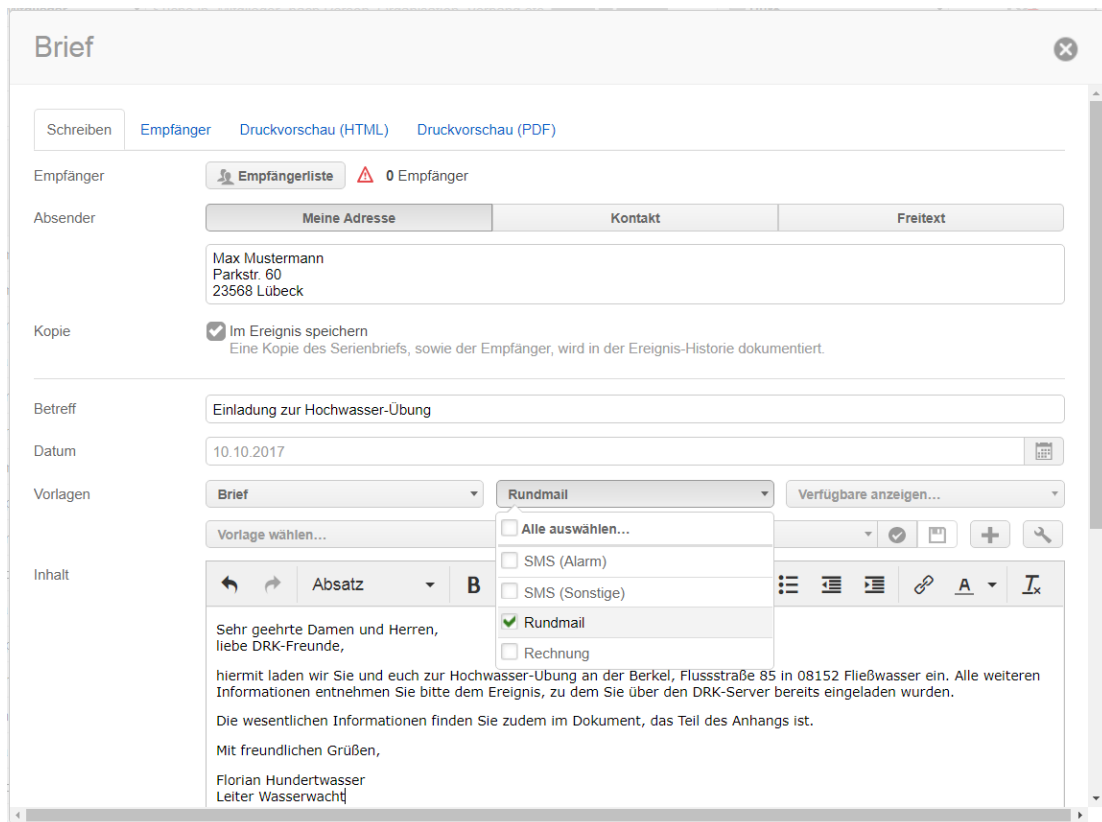 Brief
Schreiben Empfänger Druckvorschau (HTML) Druckvorschau (PDF)
Empfänger Empfängerliste 0 Empfänger
Absender Meine Adresse Kontakt Freitext
Max Mustermann
Parkstr. 60
23568 Lübeck
Kopie Im Ereignis speichern
Eine Kopie des Serienbriefs, sowie der Empfänger, wird in der Ereignis-Historie dokumentiert.
Betreff Einladung zur Hochwasser-Übung
Datum 10.10.2017
Vorlagen Brief Rundmail Verfügbare anzeigen...
Vorlage wählen...
Alle auswählen...
SMS (Alarm)
SMS (Sonstige)
Rundmail
Rechnung
Inhalt Absatz B A Tx
Sehr geehrte Damen und Herren,
liebe DRK-Freunde,
hiermit laden wir Sie und euch zur Hochwasser-Übung an der Berkel, Flussstraße 85 in 08152 Fließwasser ein. Alle weiteren
Informationen entnehmen Sie bitte dem Ereignis, zu dem Sie über den DRK-Server bereits eingeladen wurden.
Die wesentlichen Informationen finden Sie zudem im Dokument, das Teil des Anhangs ist.
Mit freundlichen Grüßen,
Florian Hundertwasser
Leiter Wasserwacht